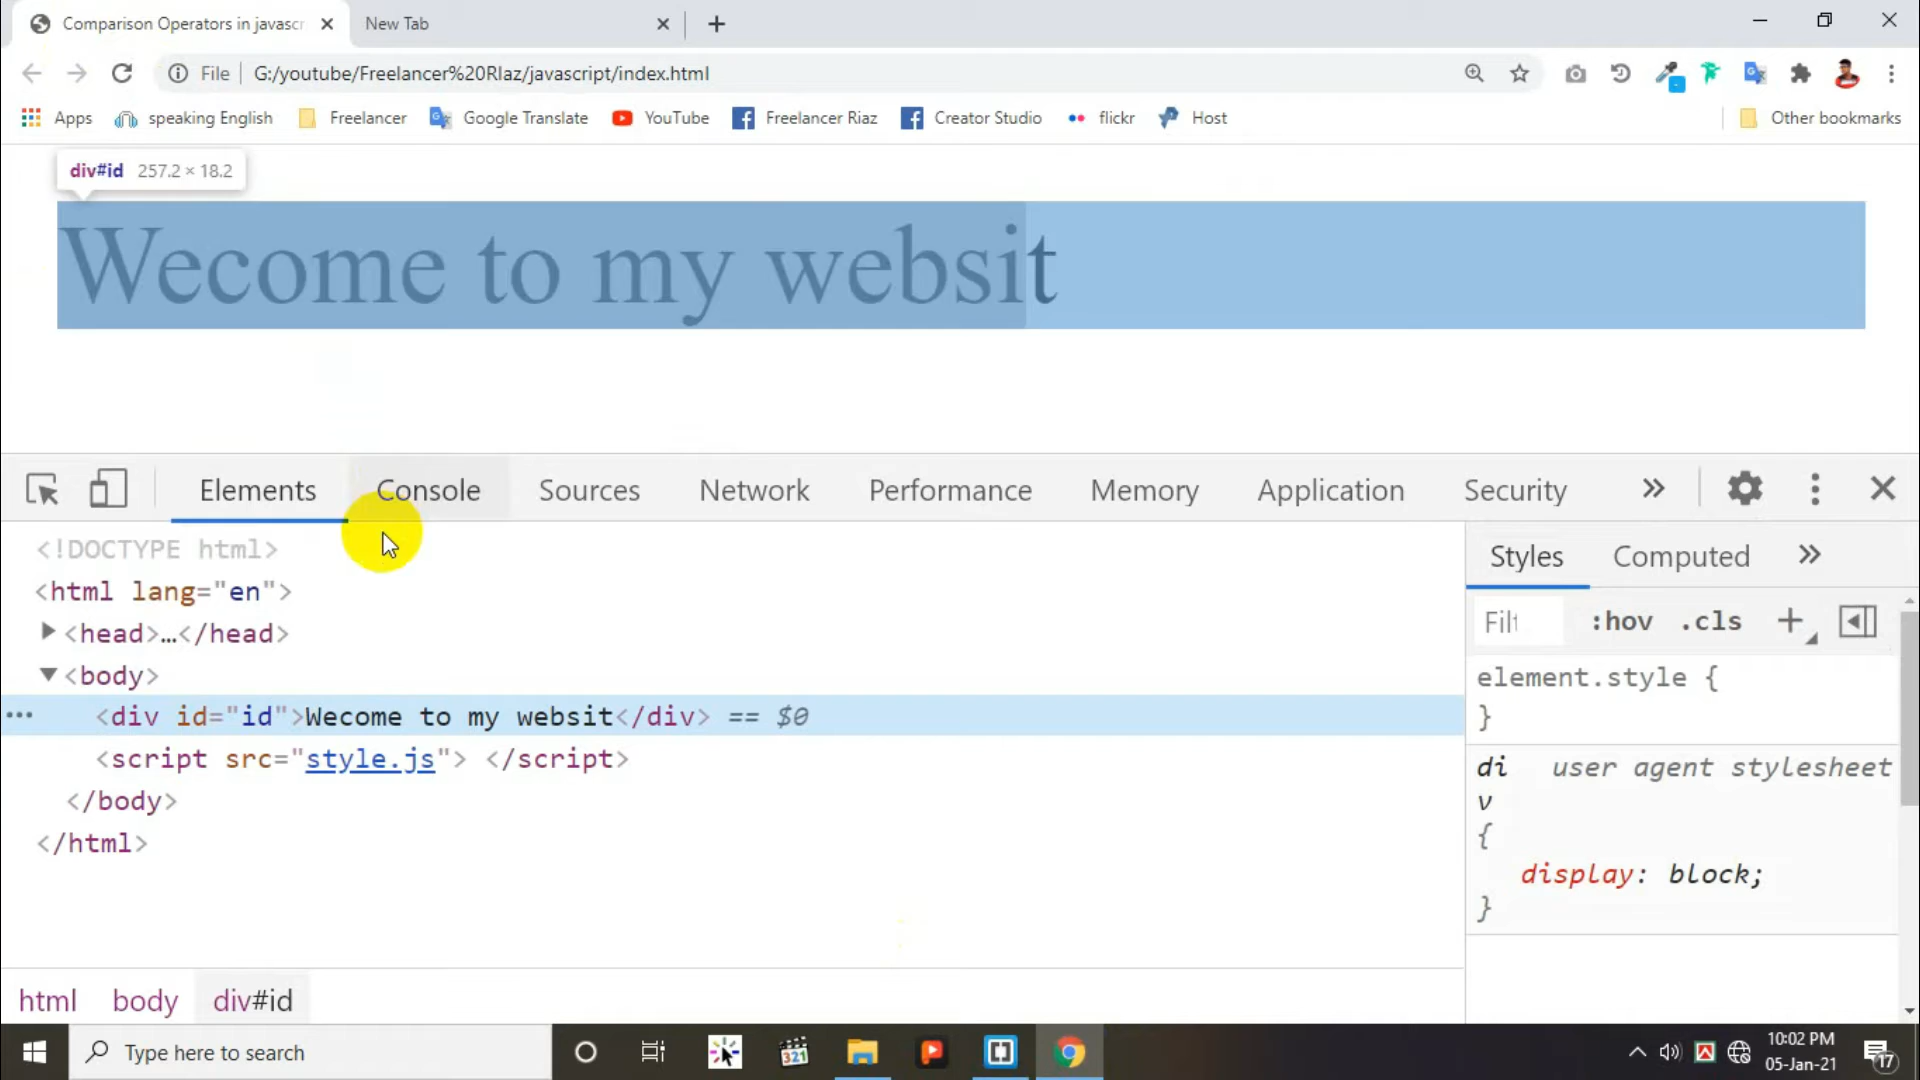 Comparison Operators in javascr
New Tab
File
G:/youtube/Freelancer%20RIaz/javascript/index.html
Apps
speaking English
Freelancer
Google Translate
YouTube
Freelancer Riaz
Creator Studio
flickr
Host
Other bookmarks
div#id 257.2 × 18.2
Wecome to my websit
Elements Console Sources Network Performance Memory Application Security »
<!DOCTYPE html>
<html lang="en">
<head>…</head>
<body>
<div id="id">Wecome to my websit</div> == $0
<script src="style.js"> </script>
</body>
</html>
html body div#id
Styles Computed »
Filt :hov .cls +
element.style {
}
di user agent stylesheet
v
{
display: block;
}
Type here to search
321
10:02 PM
05-Jan-21
17